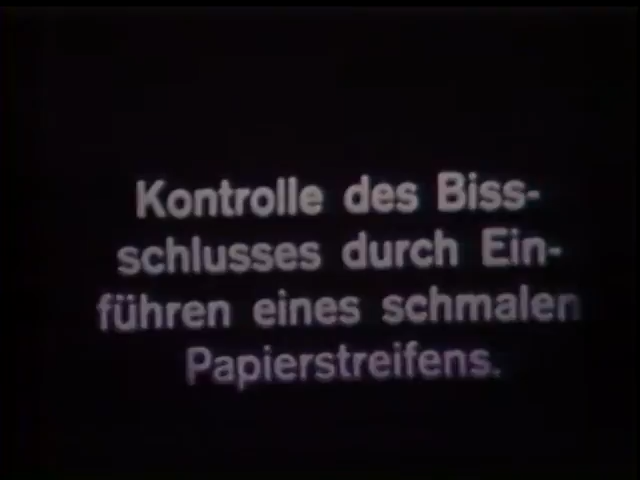 Kontrolle des Biss-
schlusses durch Ein-
führen eines schmalen
Papierstreifens.